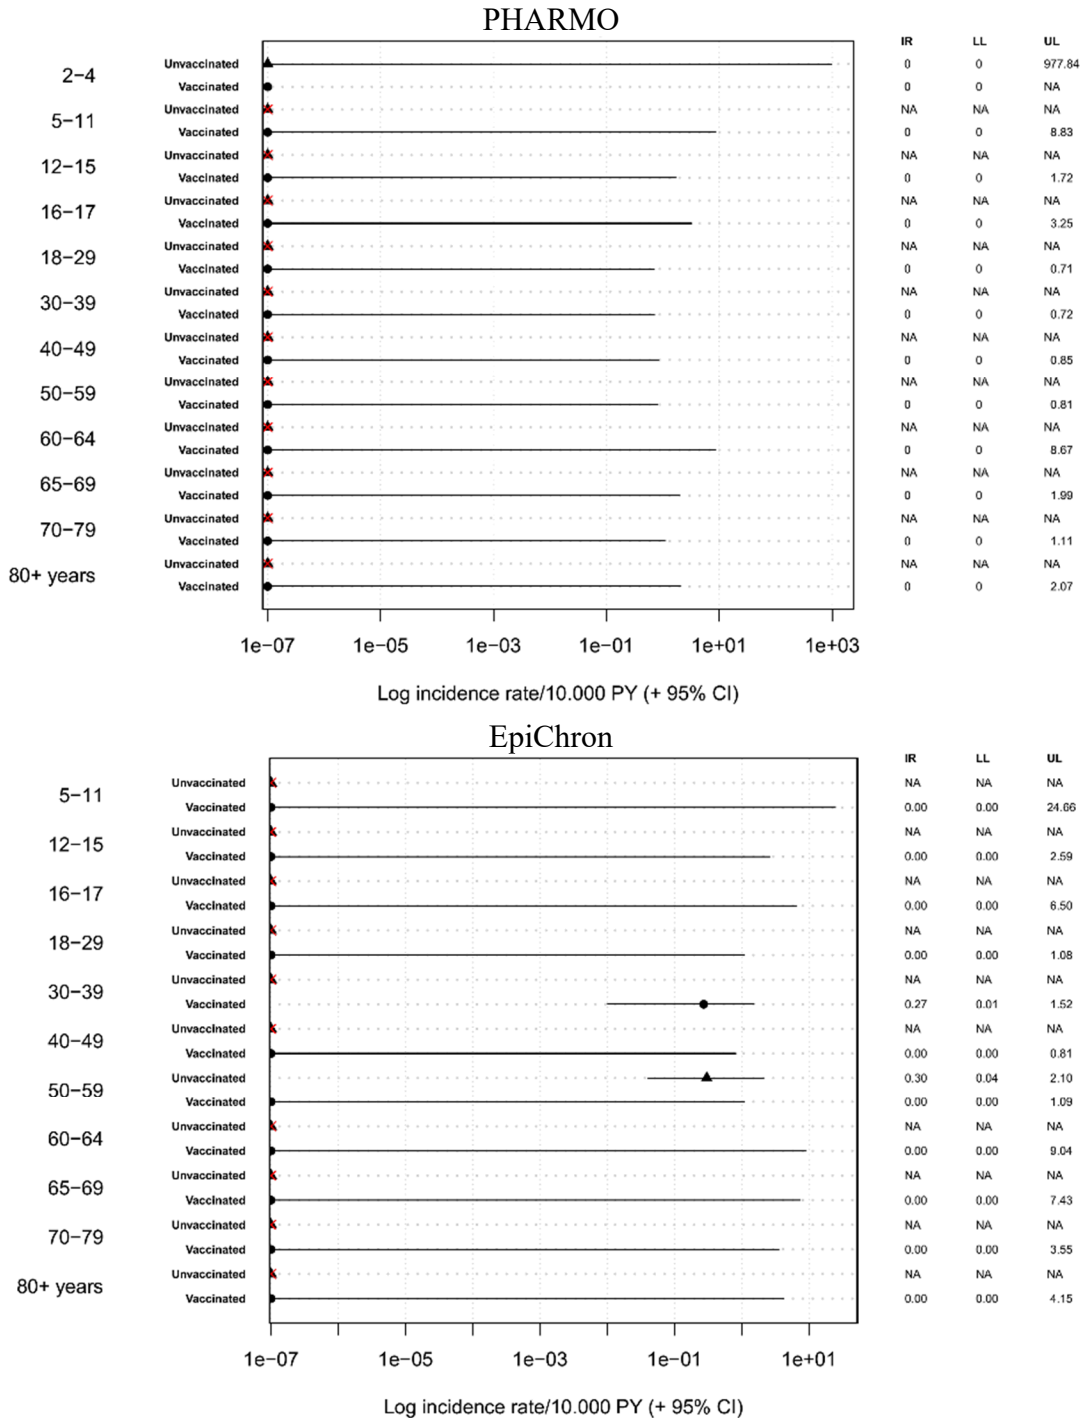 PHARMO
IR LL UL
2−4
Unvaccinated 0 0 977.84
Vaccinated 0 0 NA
5−11
Unvaccinated NA NA NA
Vaccinated 0 0 8.83
12−15
Unvaccinated NA NA NA
Vaccinated 0 0 1.72
16−17
Unvaccinated NA NA NA
Vaccinated 0 0 3.25
18−29
Unvaccinated NA NA NA
Vaccinated 0 0 0.71
30−39
Unvaccinated NA NA NA
Vaccinated 0 0 0.72
40−49
Unvaccinated NA NA NA
Vaccinated 0 0 0.85
50−59
Unvaccinated NA NA NA
Vaccinated 0 0 0.81
60−64
Unvaccinated NA NA NA
Vaccinated 0 0 8.67
65−69
Unvaccinated NA NA NA
Vaccinated 0 0 1.99
70−79
Unvaccinated NA NA NA
Vaccinated 0 0 1.11
80+ years
Unvaccinated NA NA NA
Vaccinated 0 0 2.07
1e−07 1e−05 1e−03 1e−01 1e+01 1e+03
Log incidence rate/10.000 PY (+ 95% CI)
EpiChron
IR LL UL
5−11
Unvaccinated NA NA NA
Vaccinated 0.00 0.00 24.66
12−15
Unvaccinated NA NA NA
Vaccinated 0.00 0.00 2.59
16−17
Unvaccinated NA NA NA
Vaccinated 0.00 0.00 6.50
18−29
Unvaccinated NA NA NA
Vaccinated 0.00 0.00 1.08
30−39
Unvaccinated NA NA NA
Vaccinated 0.27 0.01 1.52
40−49
Unvaccinated NA NA NA
Vaccinated 0.00 0.00 0.81
50−59
Unvaccinated 0.30 0.04 2.10
Vaccinated 0.00 0.00 1.09
60−64
Unvaccinated NA NA NA
Vaccinated 0.00 0.00 9.04
65−69
Unvaccinated NA NA NA
Vaccinated 0.00 0.00 7.43
70−79
Unvaccinated NA NA NA
Vaccinated 0.00 0.00 3.55
80+ years
Unvaccinated NA NA NA
Vaccinated 0.00 0.00 4.15
1e−07 1e−05 1e−03 1e−01 1e+01
Log incidence rate/10.000 PY (+ 95% CI)